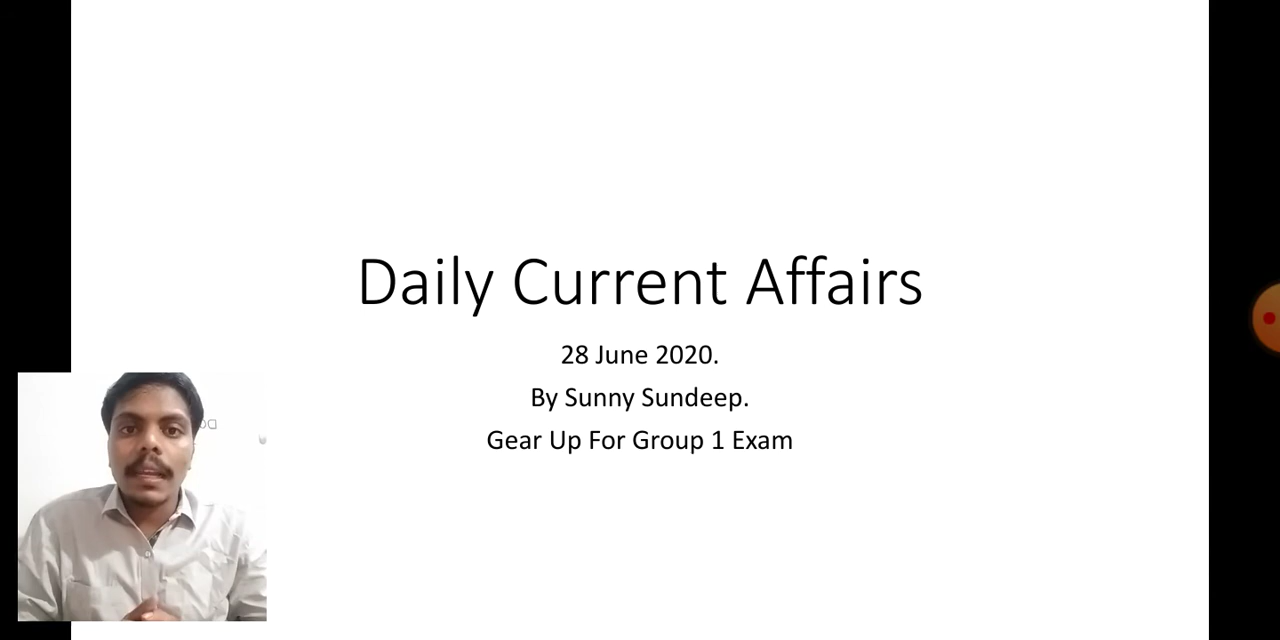 Daily Current Affairs
28 June 2020.
By Sunny Sundeep.
Gear Up For Group 1 Exam